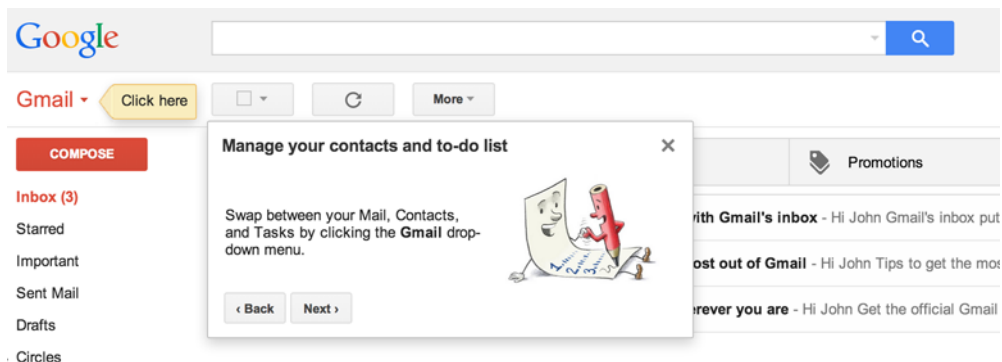 Google
Gmail
Click here
More
COMPOSE
Manage your contacts and to-do list
Promotions
Inbox (3)
Starred
Important
Sent Mail
Drafts
Circles
Swap between your Mail, Contacts,
and Tasks by clicking the Gmail drop-
down menu.
1.
2.
3.
‹ Back
Next ›
with Gmail's inbox - Hi John Gmail's inbox put
ost out of Gmail - Hi John Tips to get the mos
erever you are - Hi John Get the official Gmail